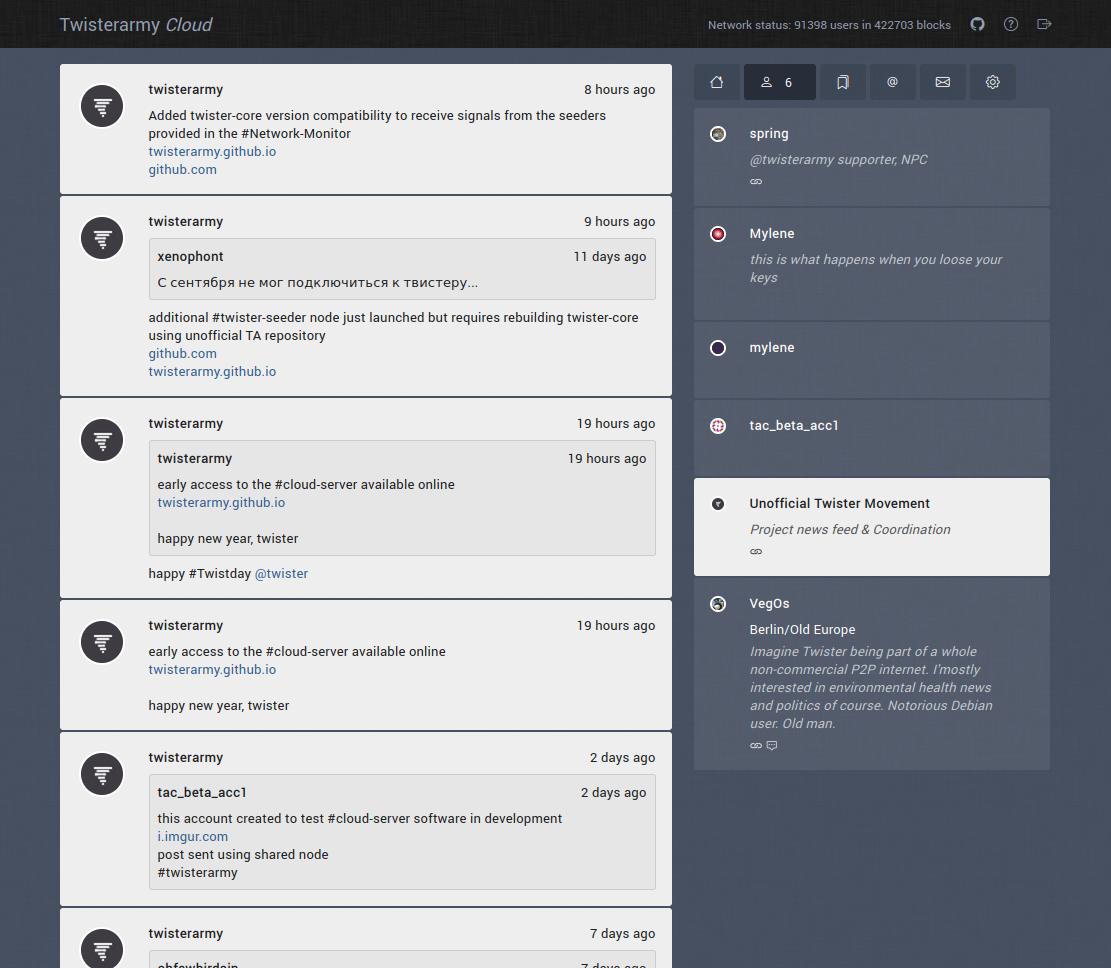 Twisterarmy Cloud
Network status: 91398 users in 422703 blocks
twisterarmy 8 hours ago
Added twister-core version compatibility to receive signals from the seeders
provided in the #Network-Monitor
twisterarmy.github.io
github.com
twisterarmy 9 hours ago
xenophont 11 days ago
С сентября не мог подключиться к твистеру...
additional #twister-seeder node just launched but requires rebuilding twister-core
using unofficial TA repository
github.com
twisterarmy.github.io
twisterarmy 19 hours ago
twisterarmy 19 hours ago
early access to the #cloud-server available online
twisterarmy.github.io
happy new year, twister
happy #Twistday @twister
twisterarmy 19 hours ago
early access to the #cloud-server available online
twisterarmy.github.io
happy new year, twister
twisterarmy 2 days ago
tac_beta_acc1 2 days ago
this account created to test #cloud-server software in development
i.imgur.com
post sent using shared node
#twisterarmy
twisterarmy 7 days ago
7 days ago
6
@
spring
@twisterarmy supporter, NPC
Mylene
this is what happens when you loose your
keys
mylene
tac_beta_acc1
Unofficial Twister Movement
Project news feed & Coordination
VegOs
Berlin/Old Europe
Imagine Twister being part of a whole
non-commercial P2P internet. I'mostly
interested in environmental health news
and politics of course. Notorious Debian
user. Old man.